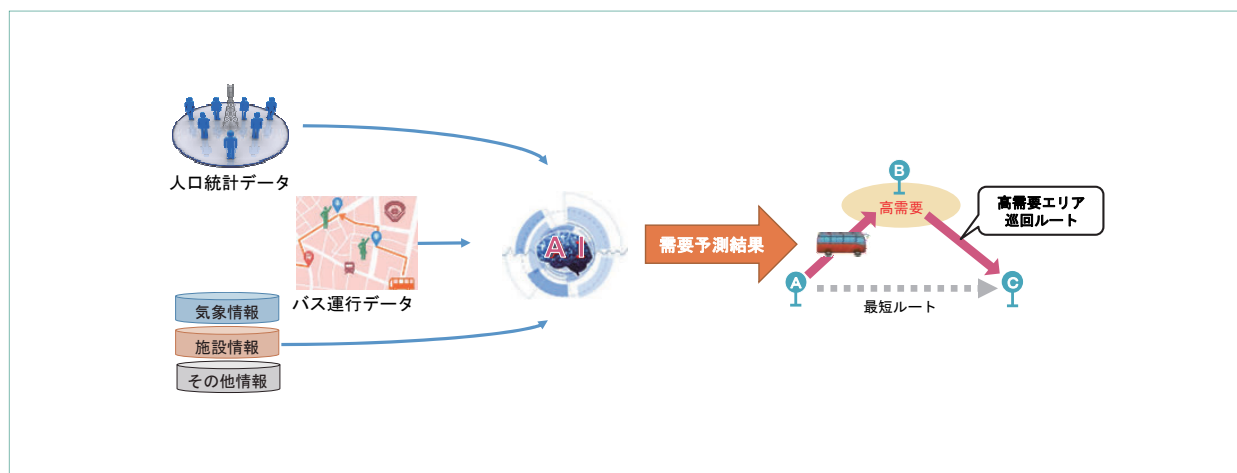 人口統計データ
バス運行データ
気象情報
施設情報
その他情報
AI
需要予測結果
B
高需要
高需要エリア
巡回ルート
A
C
最短ルート